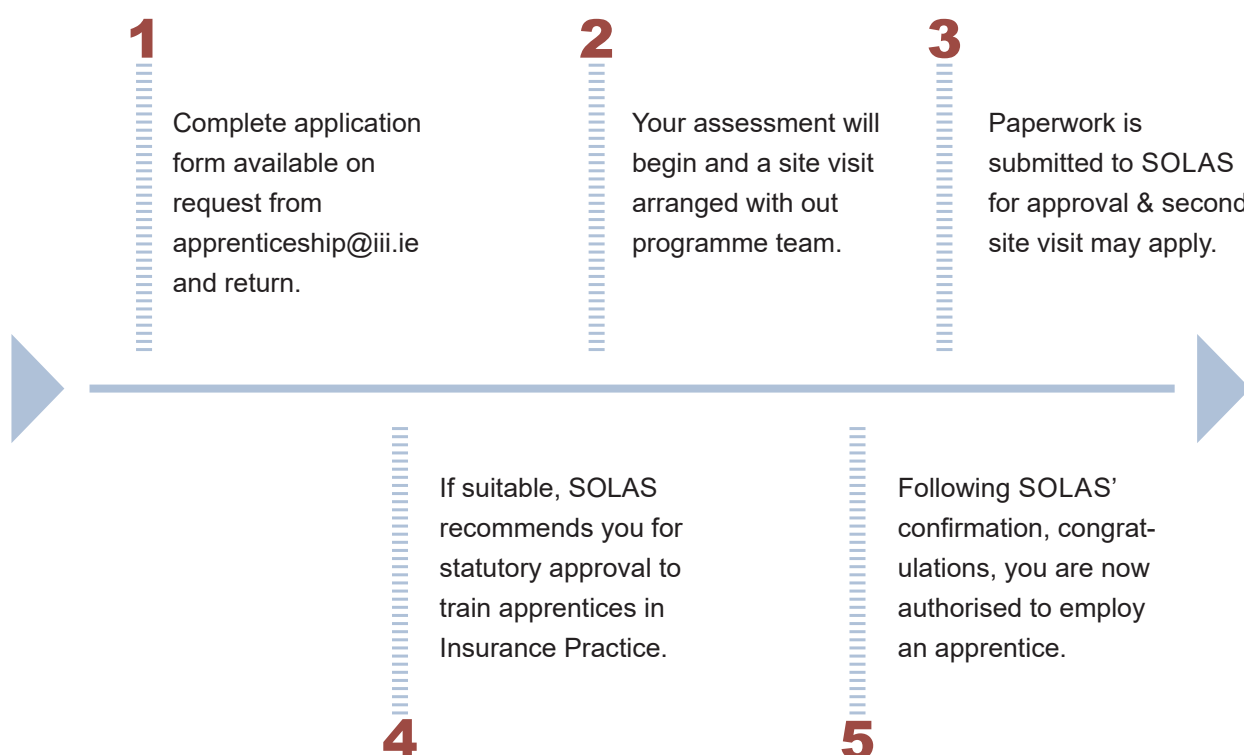 1
Complete application
form available on
request from
apprenticeship@iii.ie
and return.
2
Your assessment will
begin and a site visit
arranged with out
programme team.
3
Paperwork is
submitted to SOLAS
for approval & second
site visit may apply.
If suitable, SOLAS
recommends you for
statutory approval to
train apprentices in
Insurance Practice.
4
Following SOLAS’
confirmation, congrat-
ulations, you are now
authorised to employ
an apprentice.
5